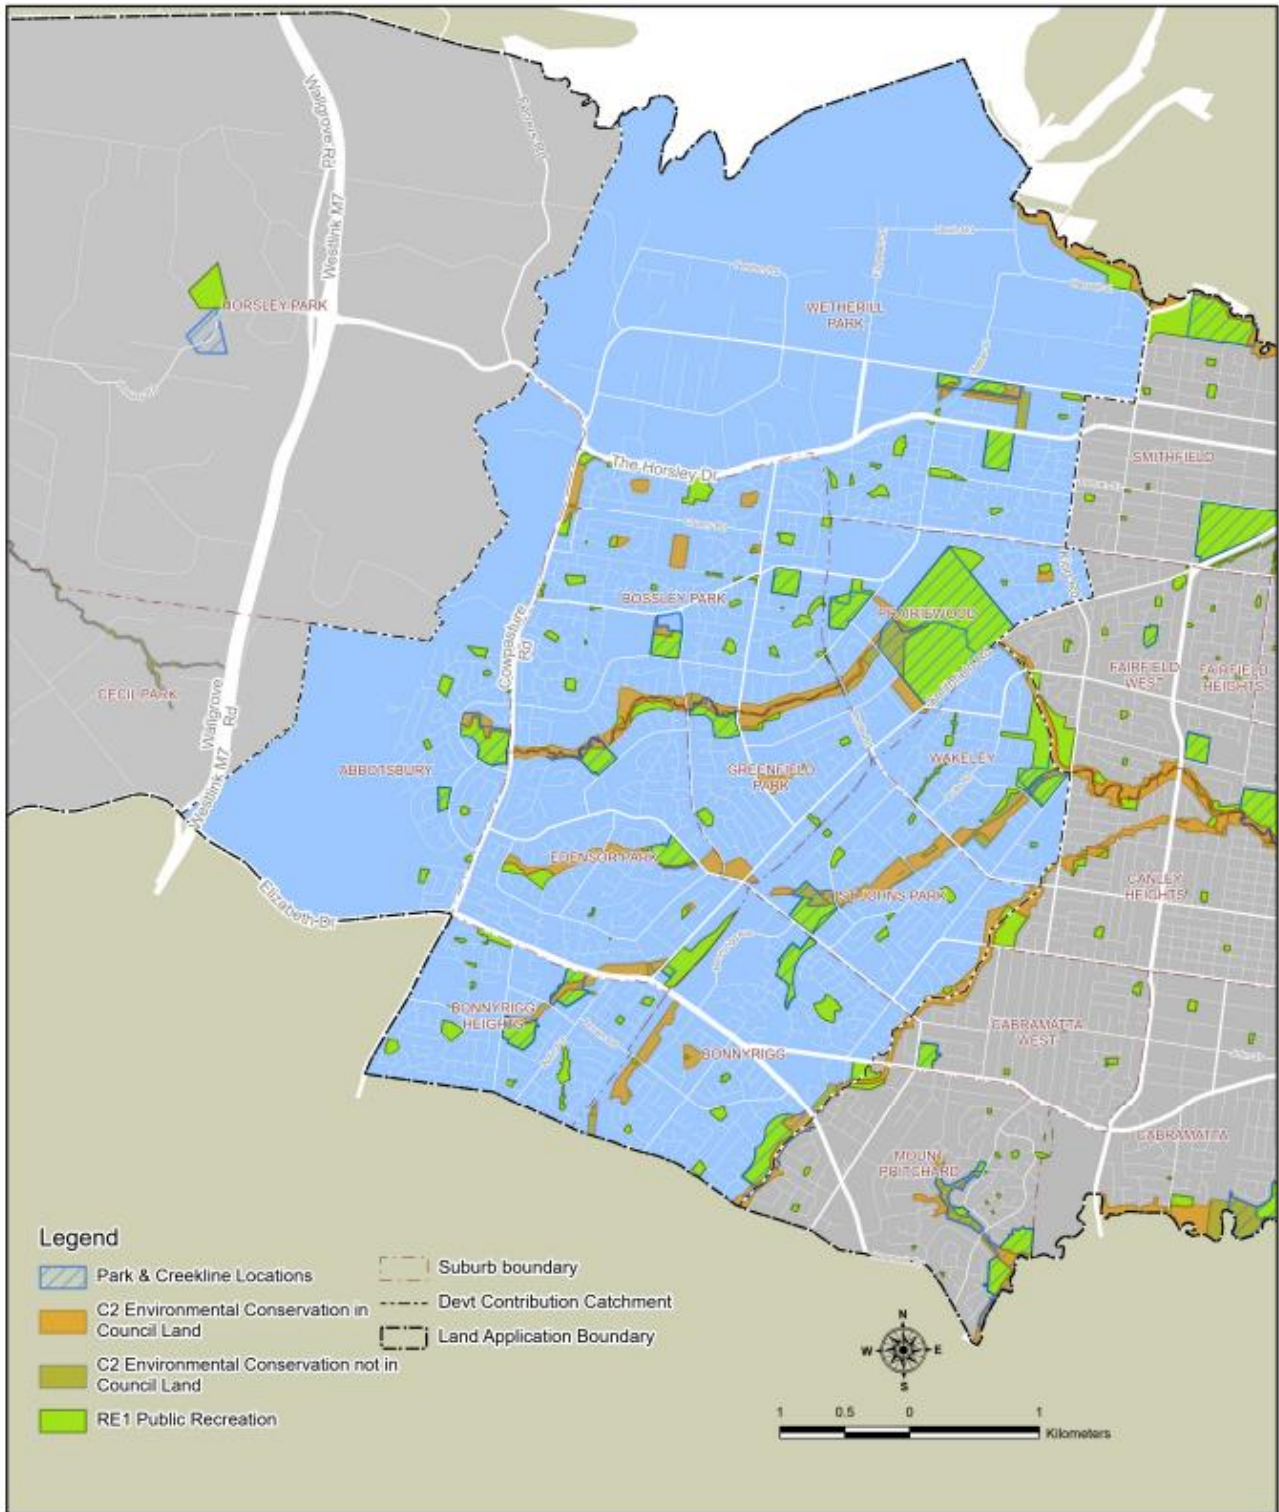 Wallgrove Rd
Westlink M7
HORSLEY PARK
WETHERILL
PARK
SMITHFIELD
The Horsley Dr
BOSSLEY PARK
PRAIRIEWOOD
Cowpasture
Rd
FAIRFIELD
WEST
FAIRFIELD
HEIGHTS
CECIL PARK
Wallgrove
Rd
Westlink M7
ABBOTSBURY
GREENFIELD
PARK
WAKELEY
EDENSOR PARK
ST JOHNS PARK
CANLEY
HEIGHTS
Elizabeth Dr
BONNYRIGG
HEIGHTS
BONNYRIGG
CABRAMATTA
WEST
CABRAMATTA
MOUNT
PRITCHARD
Legend
Park & Creekline Locations
C2 Environmental Conservation in
Council Land
C2 Environmental Conservation not in
Council Land
RE1 Public Recreation
Suburb boundary
Devt Contribution Catchment
Land Application Boundary
N
W
E
S
1 0.5 0 1
Kilometers